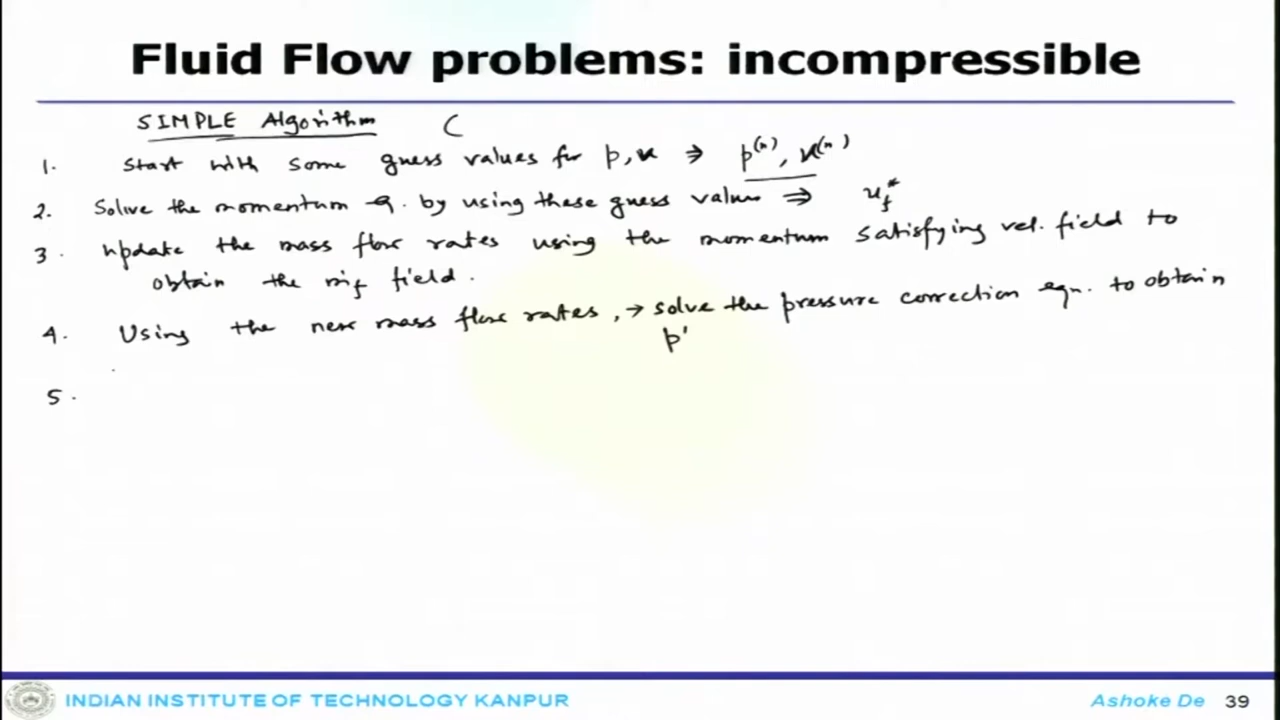 Fluid Flow problems: incompressible
SIMPLE Algorithm (
1. Start with some guess values for p, u ⇒ p⁽ⁿ⁾, u⁽ⁿ⁾
2. Solve the momentum eq. by using these guess values ⇒ u_f*
3. Update the mass flow rates using the momentum satisfying vel. field to
obtain the ṁ_f field.
4. Using the new mass flow rates, → solve the pressure correction eqn. to obtain
p'
5.
INDIAN INSTITUTE OF TECHNOLOGY KANPUR
Ashoke De 39